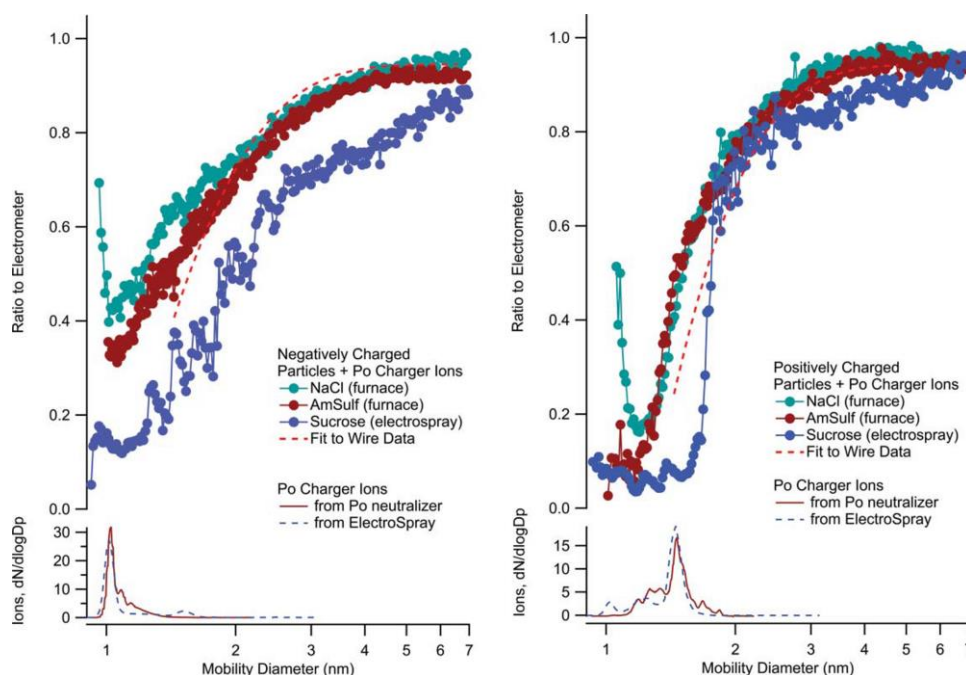 1.0
0.8
0.6
0.4
0.2
0.0
Ratio to Electrometer
Negatively Charged
Particles + Po Charger Ions
NaCl (furnace)
AmSulf (furnace)
Sucrose (electrospray)
Fit to Wire Data
Po Charger Ions
from Po neutralizer
from ElectroSpray
30
20
10
0
Ions, dN/dlogDp
1 2 3 4 5 6 7
Mobility Diameter (nm)
1.0
0.8
0.6
0.4
0.2
0.0
Ratio to Electrometer
Positively Charged
Particles + Po Charger Ions
NaCl (furnace)
AmSulf (furnace)
Sucrose (electrospray)
Fit to Wire Data
Po Charger Ions
from Po neutralizer
from ElectroSpray
15
10
5
0
Ions, dN/dlogDp
1 2 3 4 5 6 7
Mobility Diameter (nm)